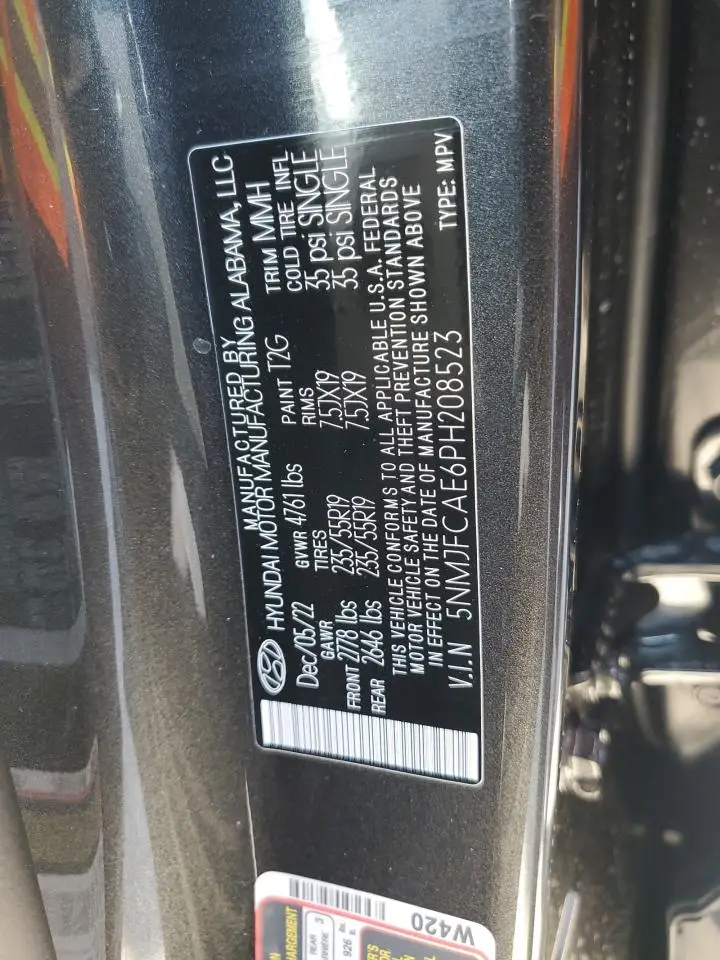 MANUFACTURED BY
HYUNDAI MOTOR MANUFACTURING ALABAMA, LLC
Dec/05/22 GVWR 4761 lbs PAINT T2G TRIM MMH
GAWR TIRES RIMS COLD TIRE INFL
FRONT 2778 lbs 235/55R19 7.5JX19 35 psi SINGLE
REAR 2646 lbs 235/55R19 7.5JX19 35 psi SINGLE
THIS VEHICLE CONFORMS TO ALL APPLICABLE U.S.A. FEDERAL
MOTOR VEHICLE SAFETY AND THEFT PREVENTION STANDARDS
IN EFFECT ON THE DATE OF MANUFACTURE SHOWN ABOVE
V.I.N 5NMJFCAE6PH208523 TYPE: MPV
W420
REAR
3
926